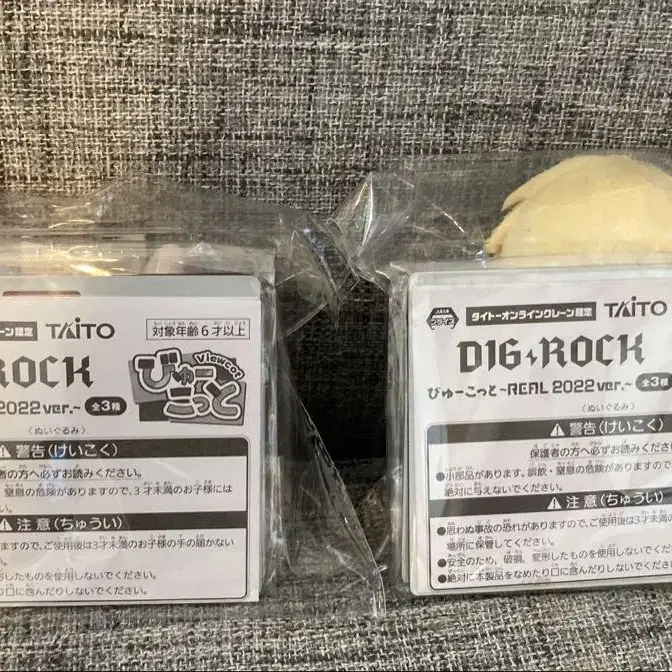 ーン限定 TAITO 対象年齢6才以上
ROCK
Viewcot
びゅーこっと
2022ver.~ 全3種
〈ぬいぐるみ〉
警告(けいこく)
者の方へ必ずお読みください。
窒息の危険がありますので、3才未満のお子様には
い。
注意(ちゅうい)
ますので、ご使用後は3才未満のお子様の手の届かない
さい。
形したものを使用しないでください。
口に含んだりしないでください。
JAIA
プライズ
タイトーオンラインクレーン限定 TAITO
DIG ROCK
びゅーこっと~REAL 2022ver.~ 全3種
〈ぬいぐるみ〉
警告(けいこく)
保護者の方へ必ずお読みください。
●小部品があります。誤飲・窒息の危険がありますので
絶対に与えないでください。
注意(ちゅうい)
●思わぬ事故の恐れがありますので、ご使用後は3才未満の
場所に保管してください。
●安全のため、破損、変形したものを使用しないでください
●絶対に本製品をなめたり口に含んだりしないでください。